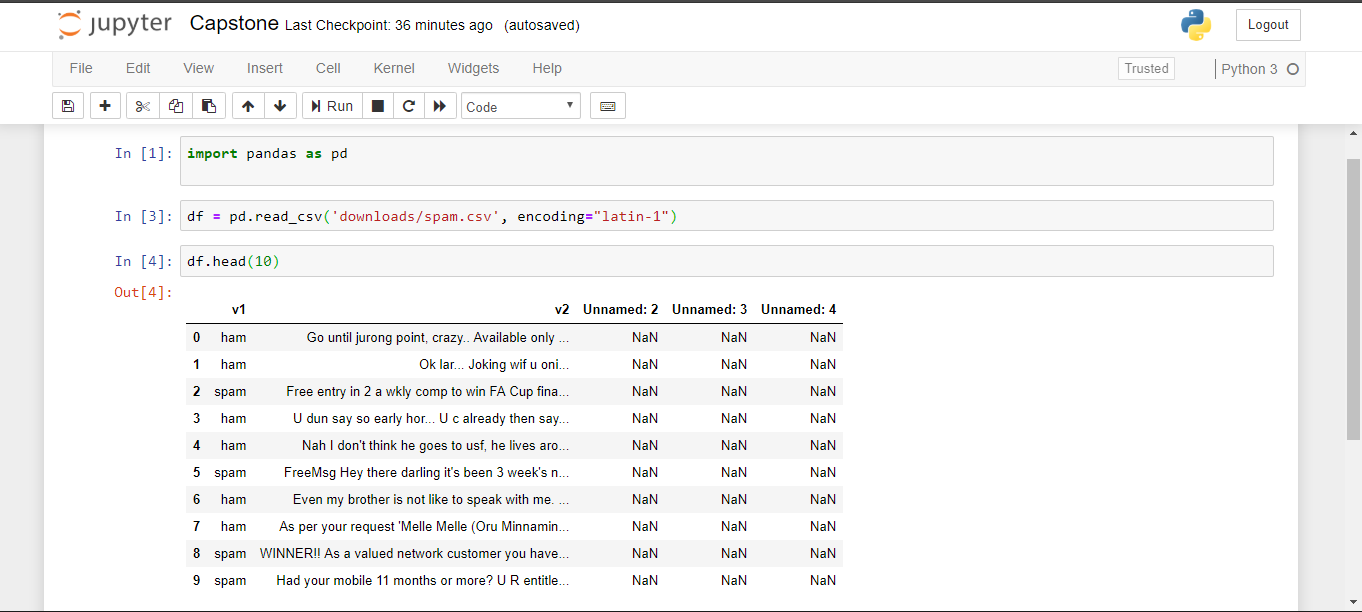 jupyter Capstone Last Checkpoint: 36 minutes ago (autosaved)
Logout
File Edit View Insert Cell Kernel Widgets Help
Trusted
Python 3
Run
Code
In [1]: import pandas as pd
In [3]: df = pd.read_csv('downloads/spam.csv', encoding="latin-1")
In [4]: df.head(10)
Out[4]:
v1 v2 Unnamed: 2 Unnamed: 3 Unnamed: 4
0 ham Go until jurong point, crazy.. Available only ... NaN NaN NaN
1 ham Ok lar... Joking wif u oni... NaN NaN NaN
2 spam Free entry in 2 a wkly comp to win FA Cup fina... NaN NaN NaN
3 ham U dun say so early hor... U c already then say... NaN NaN NaN
4 ham Nah I don't think he goes to usf, he lives aro... NaN NaN NaN
5 spam FreeMsg Hey there darling it's been 3 week's n... NaN NaN NaN
6 ham Even my brother is not like to speak with me. ... NaN NaN NaN
7 ham As per your request 'Melle Melle (Oru Minnamin... NaN NaN NaN
8 spam WINNER!! As a valued network customer you have... NaN NaN NaN
9 spam Had your mobile 11 months or more? U R entitle... NaN NaN NaN